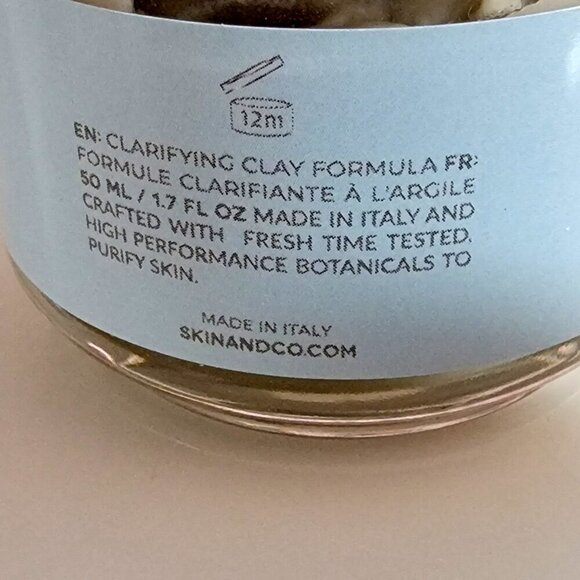 12m
EN: CLARIFYING CLAY FORMULA FR:
FORMULE CLARIFIANTE À L'ARGILE
50 ML / 1.7 FL OZ MADE IN ITALY AND
CRAFTED WITH FRESH TIME TESTED.
HIGH PERFORMANCE BOTANICALS TO
PURIFY SKIN.
MADE IN ITALY
SKINANDCO.COM